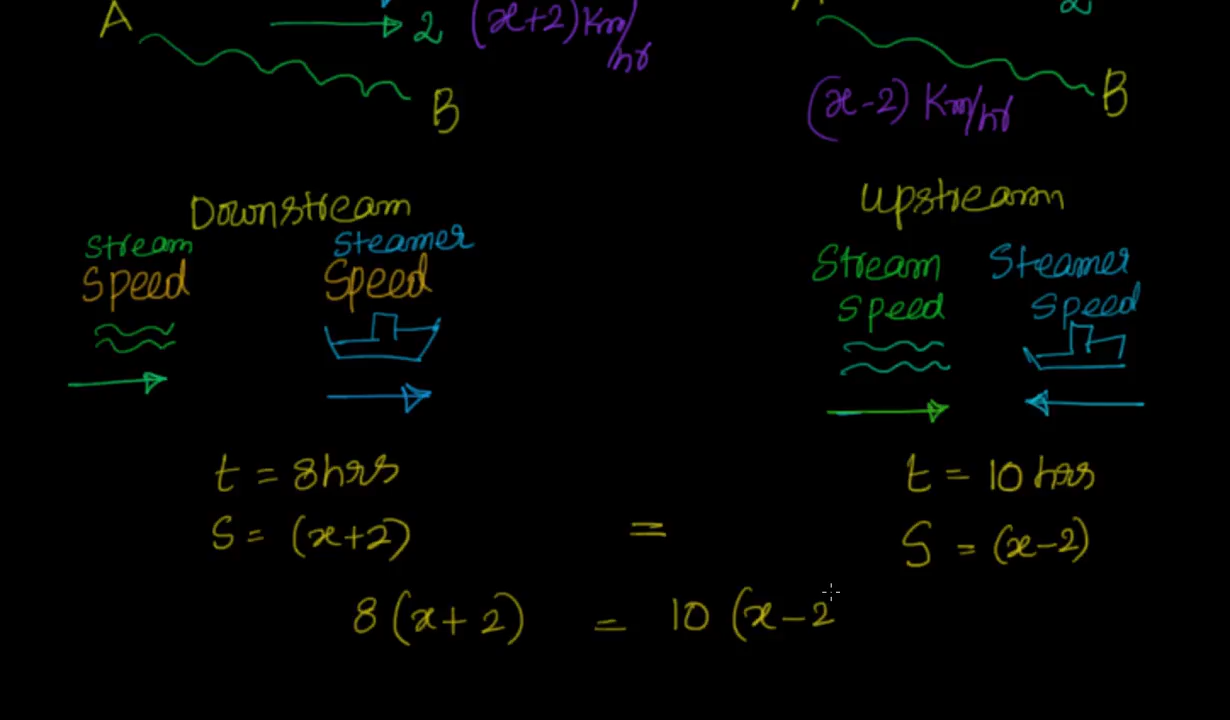 A
2
(x+2) Km/hr
B
2
(x-2) Km/hr
B
Downstream
Stream Speed
Steamer Speed
Upstream
Stream Speed
Steamer Speed
t = 8hrs
S = (x+2)
=
t = 10 hrs
S = (x-2)
8(x+2) = 10 (x-2